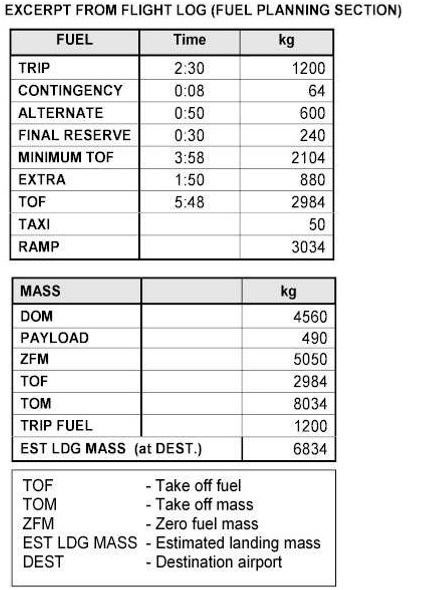 EXCERPT FROM FLIGHT LOG (FUEL PLANNING SECTION)
FUEL Time kg
TRIP 2:30 1200
CONTINGENCY 0:08 64
ALTERNATE 0:50 600
FINAL RESERVE 0:30 240
MINIMUM TOF 3:58 2104
EXTRA 1:50 880
TOF 5:48 2984
TAXI 50
RAMP 3034
MASS kg
DOM 4560
PAYLOAD 490
ZFM 5050
TOF 2984
TOM 8034
TRIP FUEL 1200
EST LDG MASS (at DEST.) 6834
TOF - Take off fuel
TOM - Take off mass
ZFM - Zero fuel mass
EST LDG MASS - Estimated landing mass
DEST - Destination airport